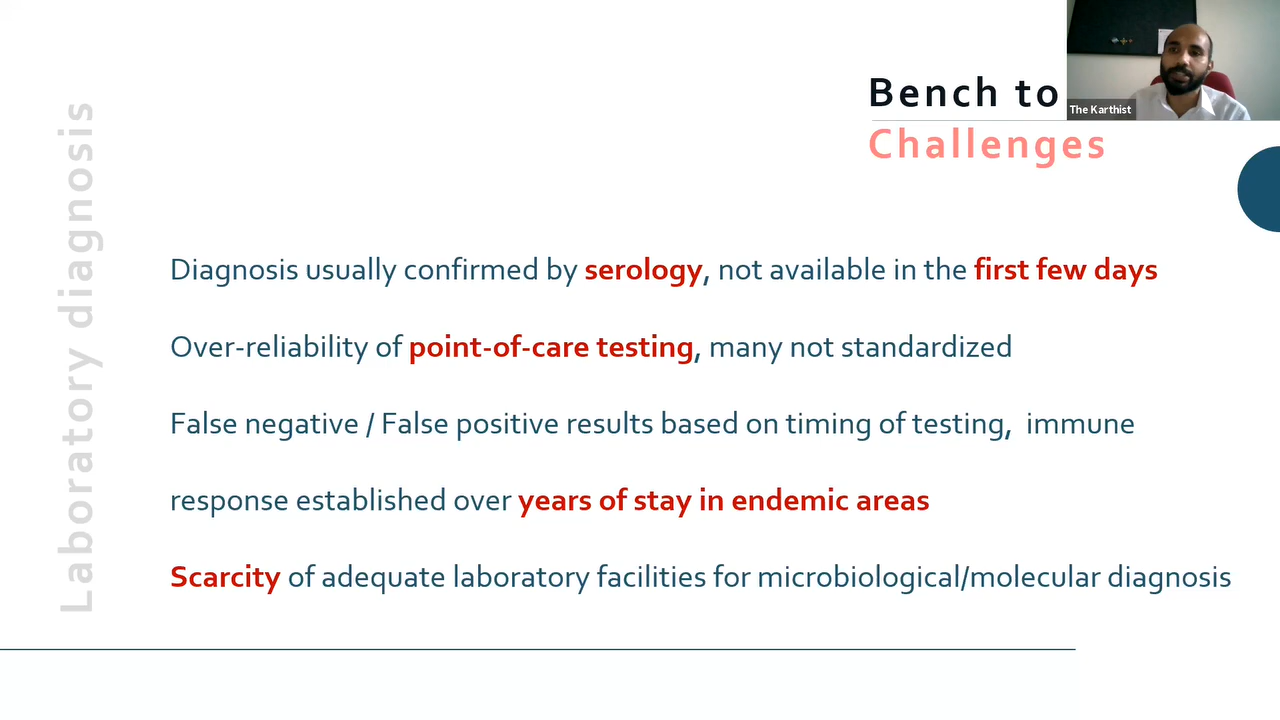 Bench to
The Karthist
Challenges
Laboratory diagnosis
Diagnosis usually confirmed by serology, not available in the first few days
Over-reliability of point-of-care testing, many not standardized
False negative / False positive results based on timing of testing,  immune
response established over years of stay in endemic areas
Scarcity of adequate laboratory facilities for microbiological/molecular diagnosis